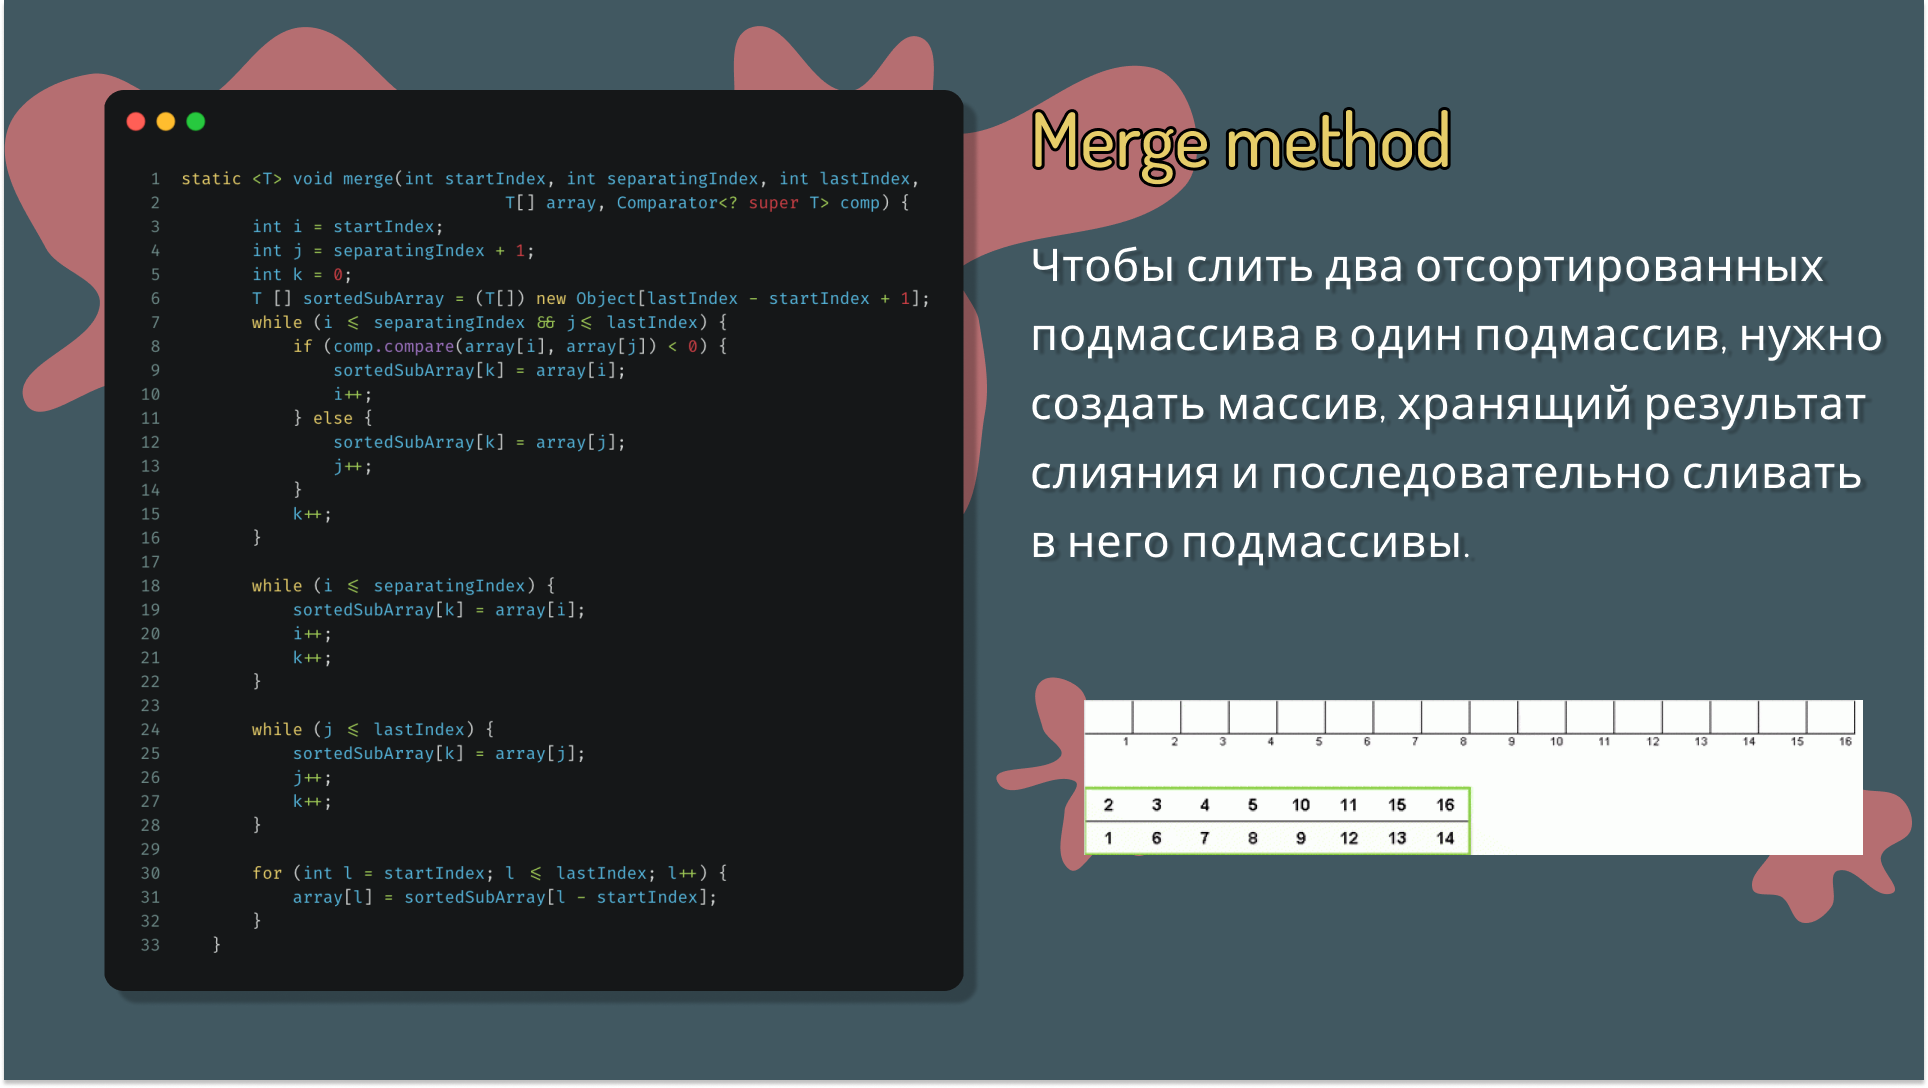 1 static <T> void merge(int startIndex, int separatingIndex, int lastIndex,
2 T[] array, Comparator<? super T> comp) {
3 int i = startIndex;
4 int j = separatingIndex + 1;
5 int k = 0;
6 T [] sortedSubArray = (T[]) new Object[lastIndex - startIndex + 1];
7 while (i <= separatingIndex && j<= lastIndex) {
8 if (comp.compare(array[i], array[j]) < 0) {
9 sortedSubArray[k] = array[i];
10 i++;
11 } else {
12 sortedSubArray[k] = array[j];
13 j++;
14 }
15 k++;
16 }
17
18 while (i <= separatingIndex) {
19 sortedSubArray[k] = array[i];
20 i++;
21 k++;
22 }
23
24 while (j <= lastIndex) {
25 sortedSubArray[k] = array[j];
26 j++;
27 k++;
28 }
29
30 for (int l = startIndex; l <= lastIndex; l++) {
31 array[l] = sortedSubArray[l - startIndex];
32 }
33 }
Merge method
Чтобы слить два отсортированных
подмассива в один подмассив, нужно
создать массив, хранящий результат
слияния и последовательно сливать
в него подмассивы.
1 2 3 4 5 6 7 8 9 10 11 12 13 14 15 16
2 3 4 5 10 11 15 16
1 6 7 8 9 12 13 14